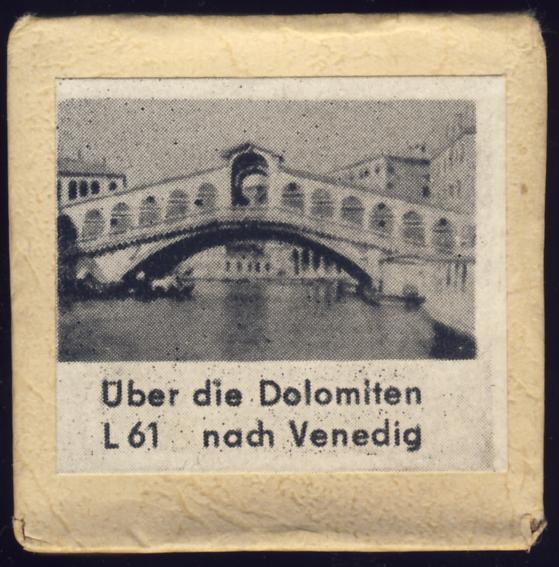 Über die Dolomiten
L 61 nach Venedig